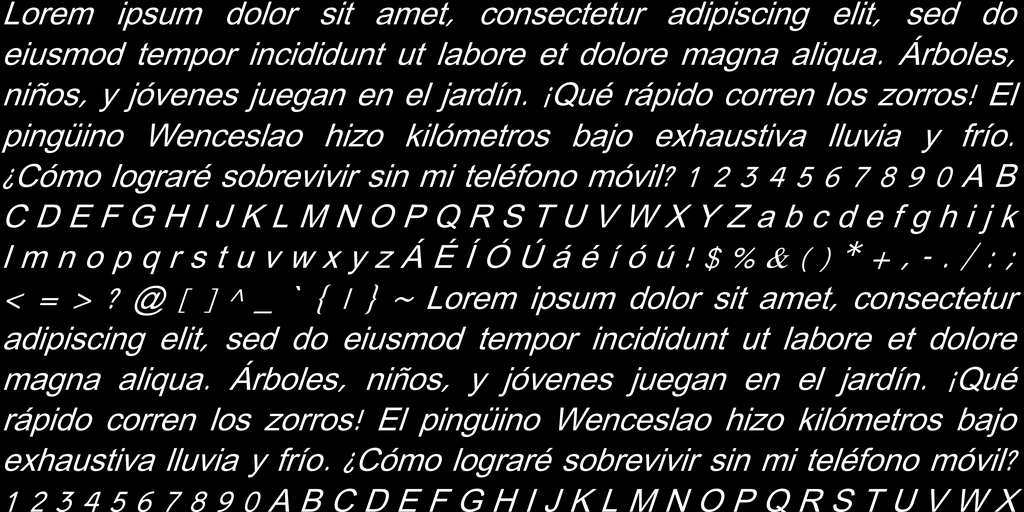 Lorem ipsum dolor sit amet, consectetur adipiscing elit, sed do
eiusmod tempor incididunt ut labore et dolore magna aliqua. Árboles,
niños, y jóvenes juegan en el jardín. ¡Qué rápido corren los zorros! El
pingüino Wenceslao hizo kilómetros bajo exhaustiva lluvia y frío.
¿Cómo lograré sobrevivir sin mi teléfono móvil? 1 2 3 4 5 6 7 8 9 0 A B
C D E F G H I J K L M N O P Q R S T U V W X Y Z a b c d e f g h i j k
l m n o p q r s t u v w x y z Á É Í Ó Ú á é í ó ú ! $ % & ( ) * + , - . / : ;
< = > ? @ [ ] ^ _ ` { | } ~ Lorem ipsum dolor sit amet, consectetur
adipiscing elit, sed do eiusmod tempor incididunt ut labore et dolore
magna aliqua. Árboles, niños, y jóvenes juegan en el jardín. ¡Qué
rápido corren los zorros! El pingüino Wenceslao hizo kilómetros bajo
exhaustiva lluvia y frío. ¿Cómo lograré sobrevivir sin mi teléfono móvil?
1 2 3 4 5 6 7 8 9 0 A B C D E F G H I J K L M N O P Q R S T U V W X